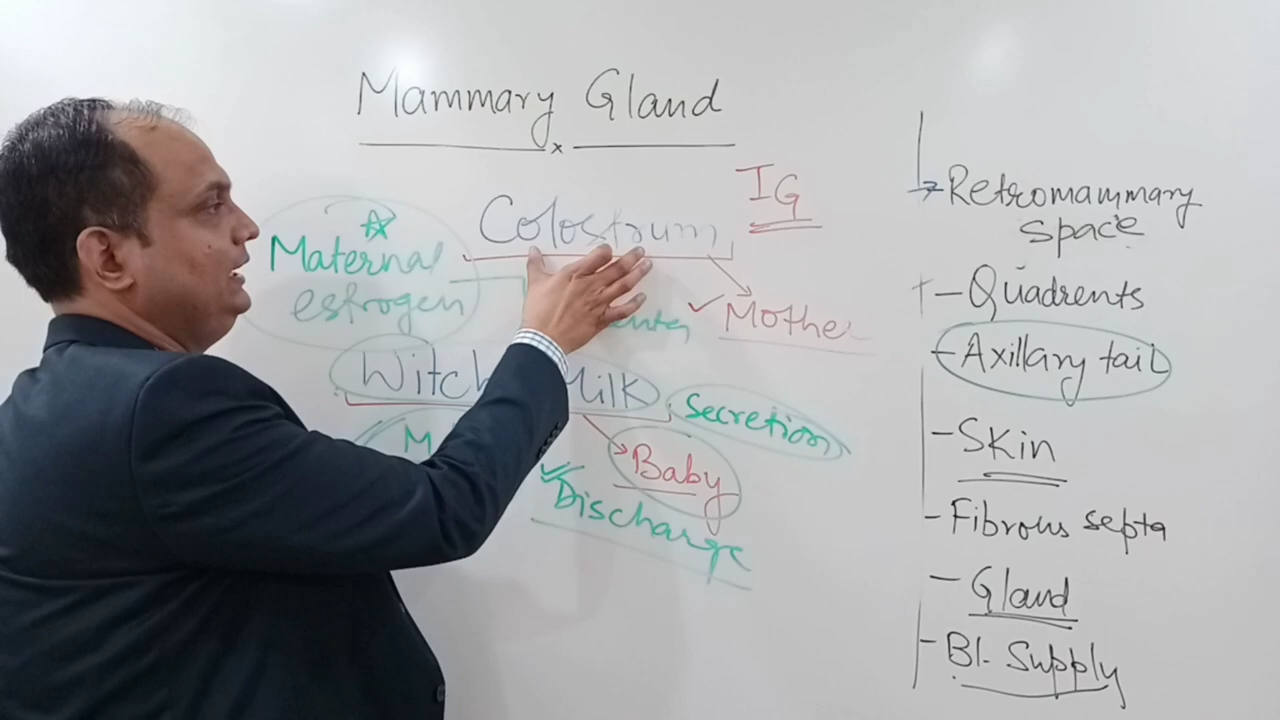 Mammary Gland
x
IG
Colostrum
Maternal
estrogen
Mothe
Witch Milk
Secretion
M
Baby
Discharge
Retromammary
space
- Quadrents
- Axillary tail
- Skin
- Fibrous septa
- Gland
- Bl. Supply